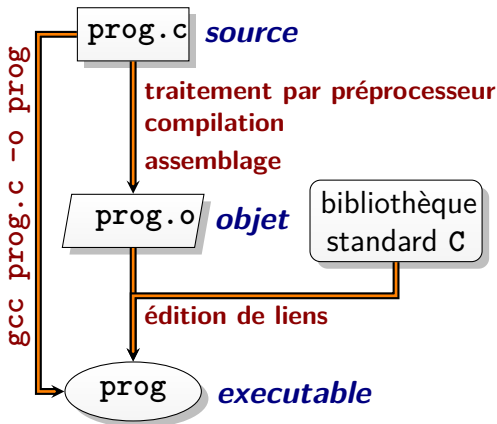 prog.c source
gcc prog.c -o prog
traitement par préprocesseur
compilation
assemblage
prog.o objet
bibliothèque
standard C
édition de liens
prog executable